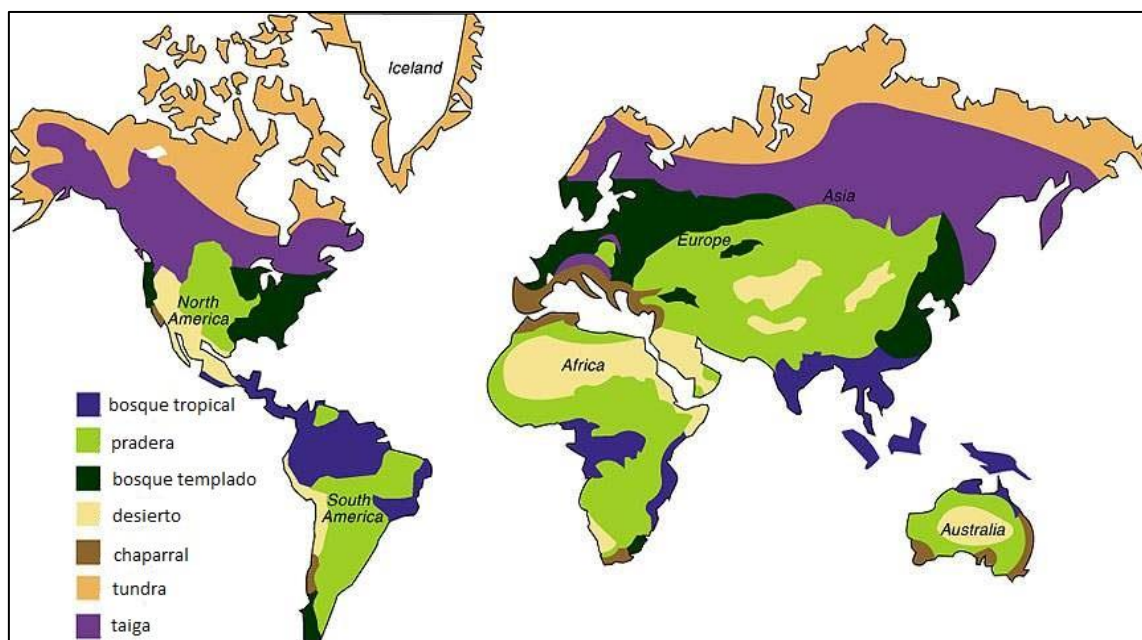 Iceland
Asia
Europe
North
America
Africa
bosque tropical
pradera
bosque templado
South
America
desierto
Australia
chaparral
tundra
taiga